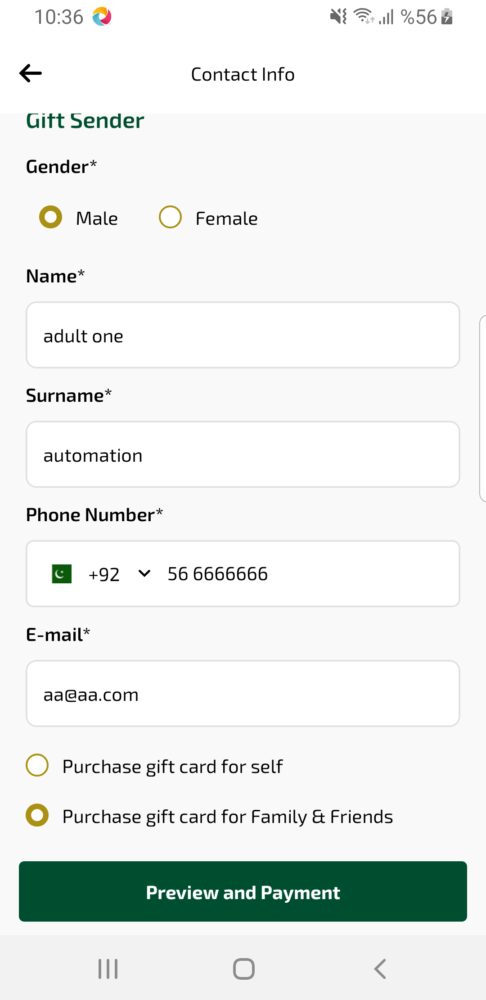 10:36 %56
Contact Info
Gift Sender
Gender*
Male Female
Name*
adult one
Surname*
automation
Phone Number*
+92 56 6666666
E-mail*
aa@aa.com
Purchase gift card for self
Purchase gift card for Family & Friends
Preview and Payment